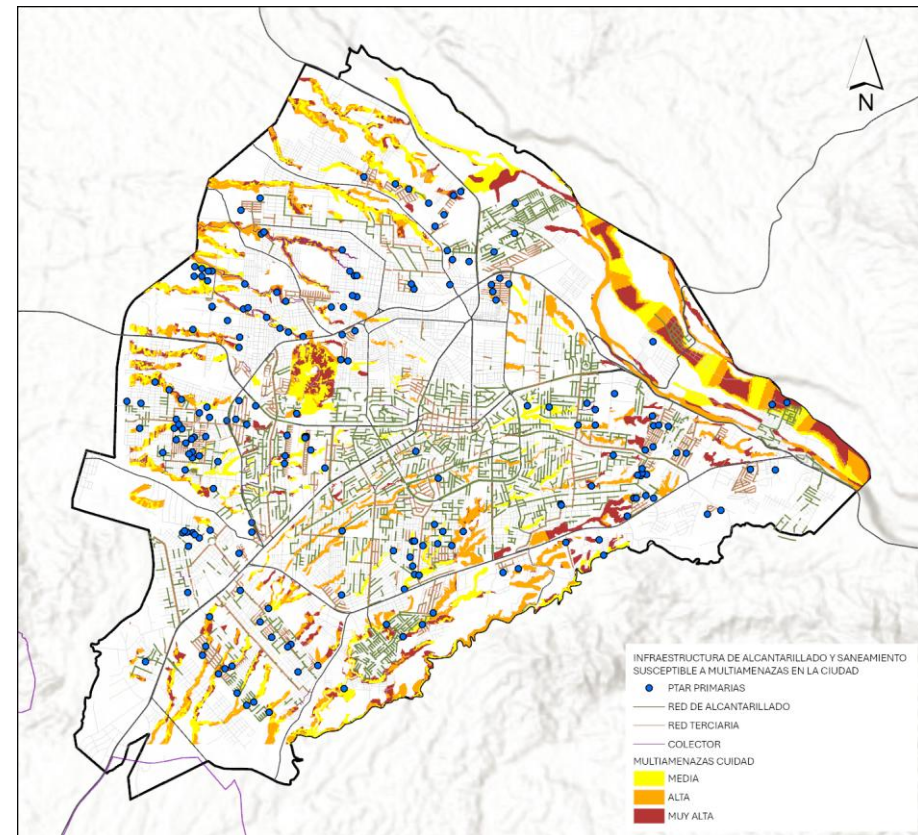 N
INFRAESTRUCTURA DE ALCANTARILLADO Y SANEAMIENTO
SUSCEPTIBLE A MULTIAMENAZAS EN LA CIUDAD
PTAR PRIMARIAS
RED DE ALCANTARILLADO
RED TERCIARIA
COLECTOR
MULTIAMENAZAS CUIDAD
MEDIA
ALTA
MUY ALTA